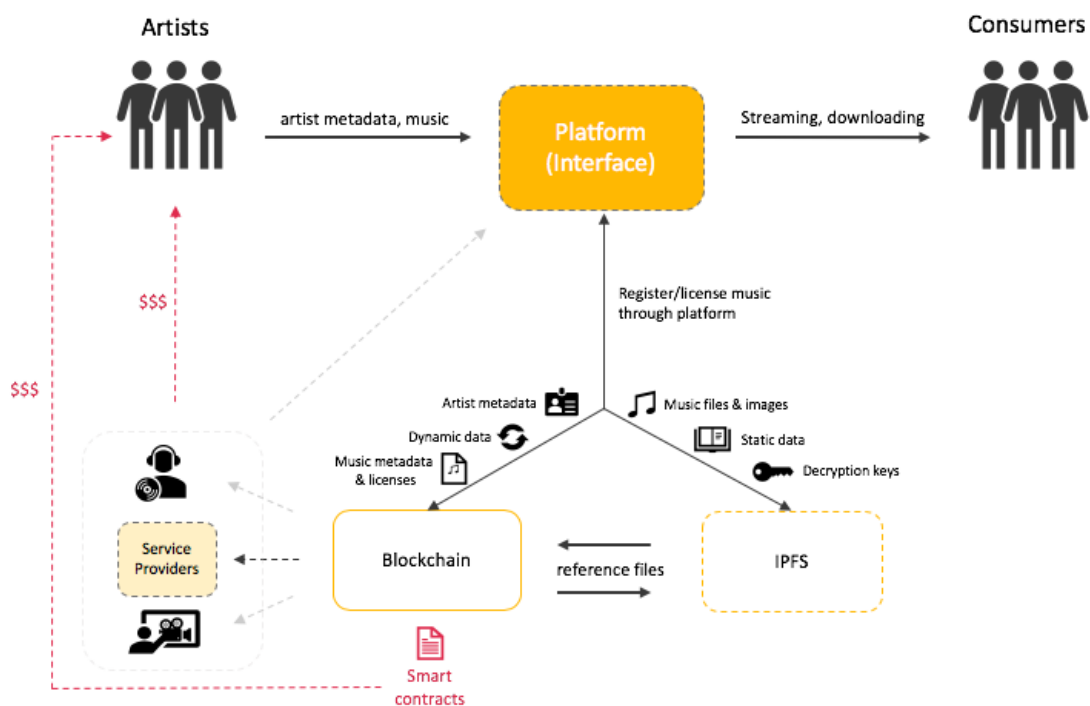 Artists
Consumers
artist metadata, music
Platform
(Interface)
Streaming, downloading
$$$
Register/license music
through platform
$$$
Artist metadata
Music files & images
Dynamic data
Static data
Music metadata
& licenses
Decryption keys
Service
Providers
Blockchain
reference files
IPFS
Smart
contracts